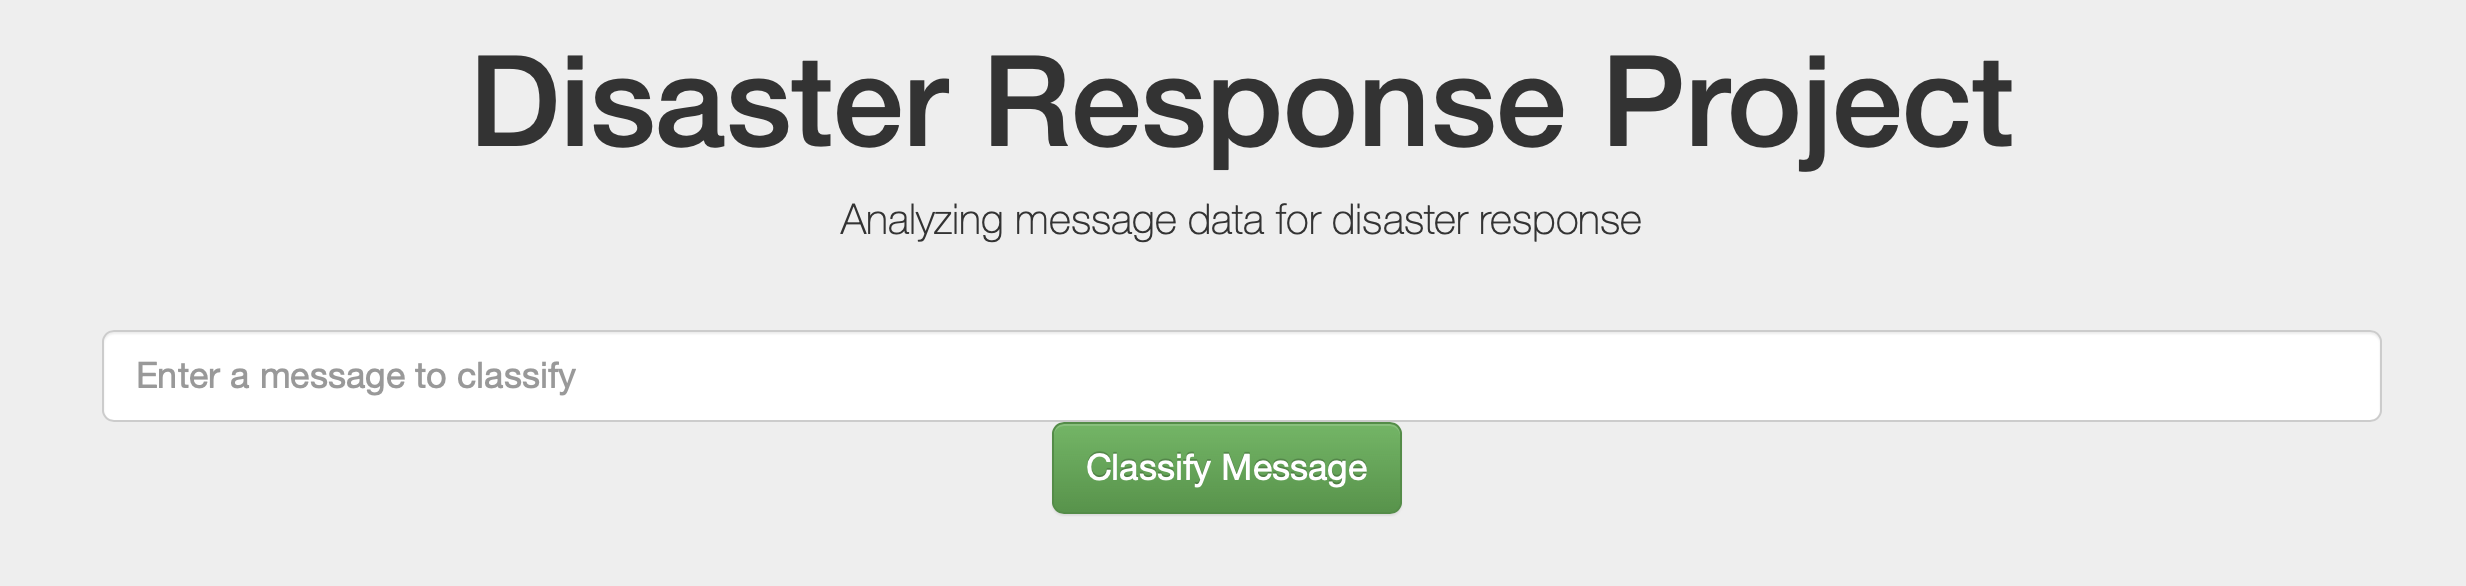 Disaster Response Project
Analyzing message data for disaster response
Enter a message to classify
Classify Message